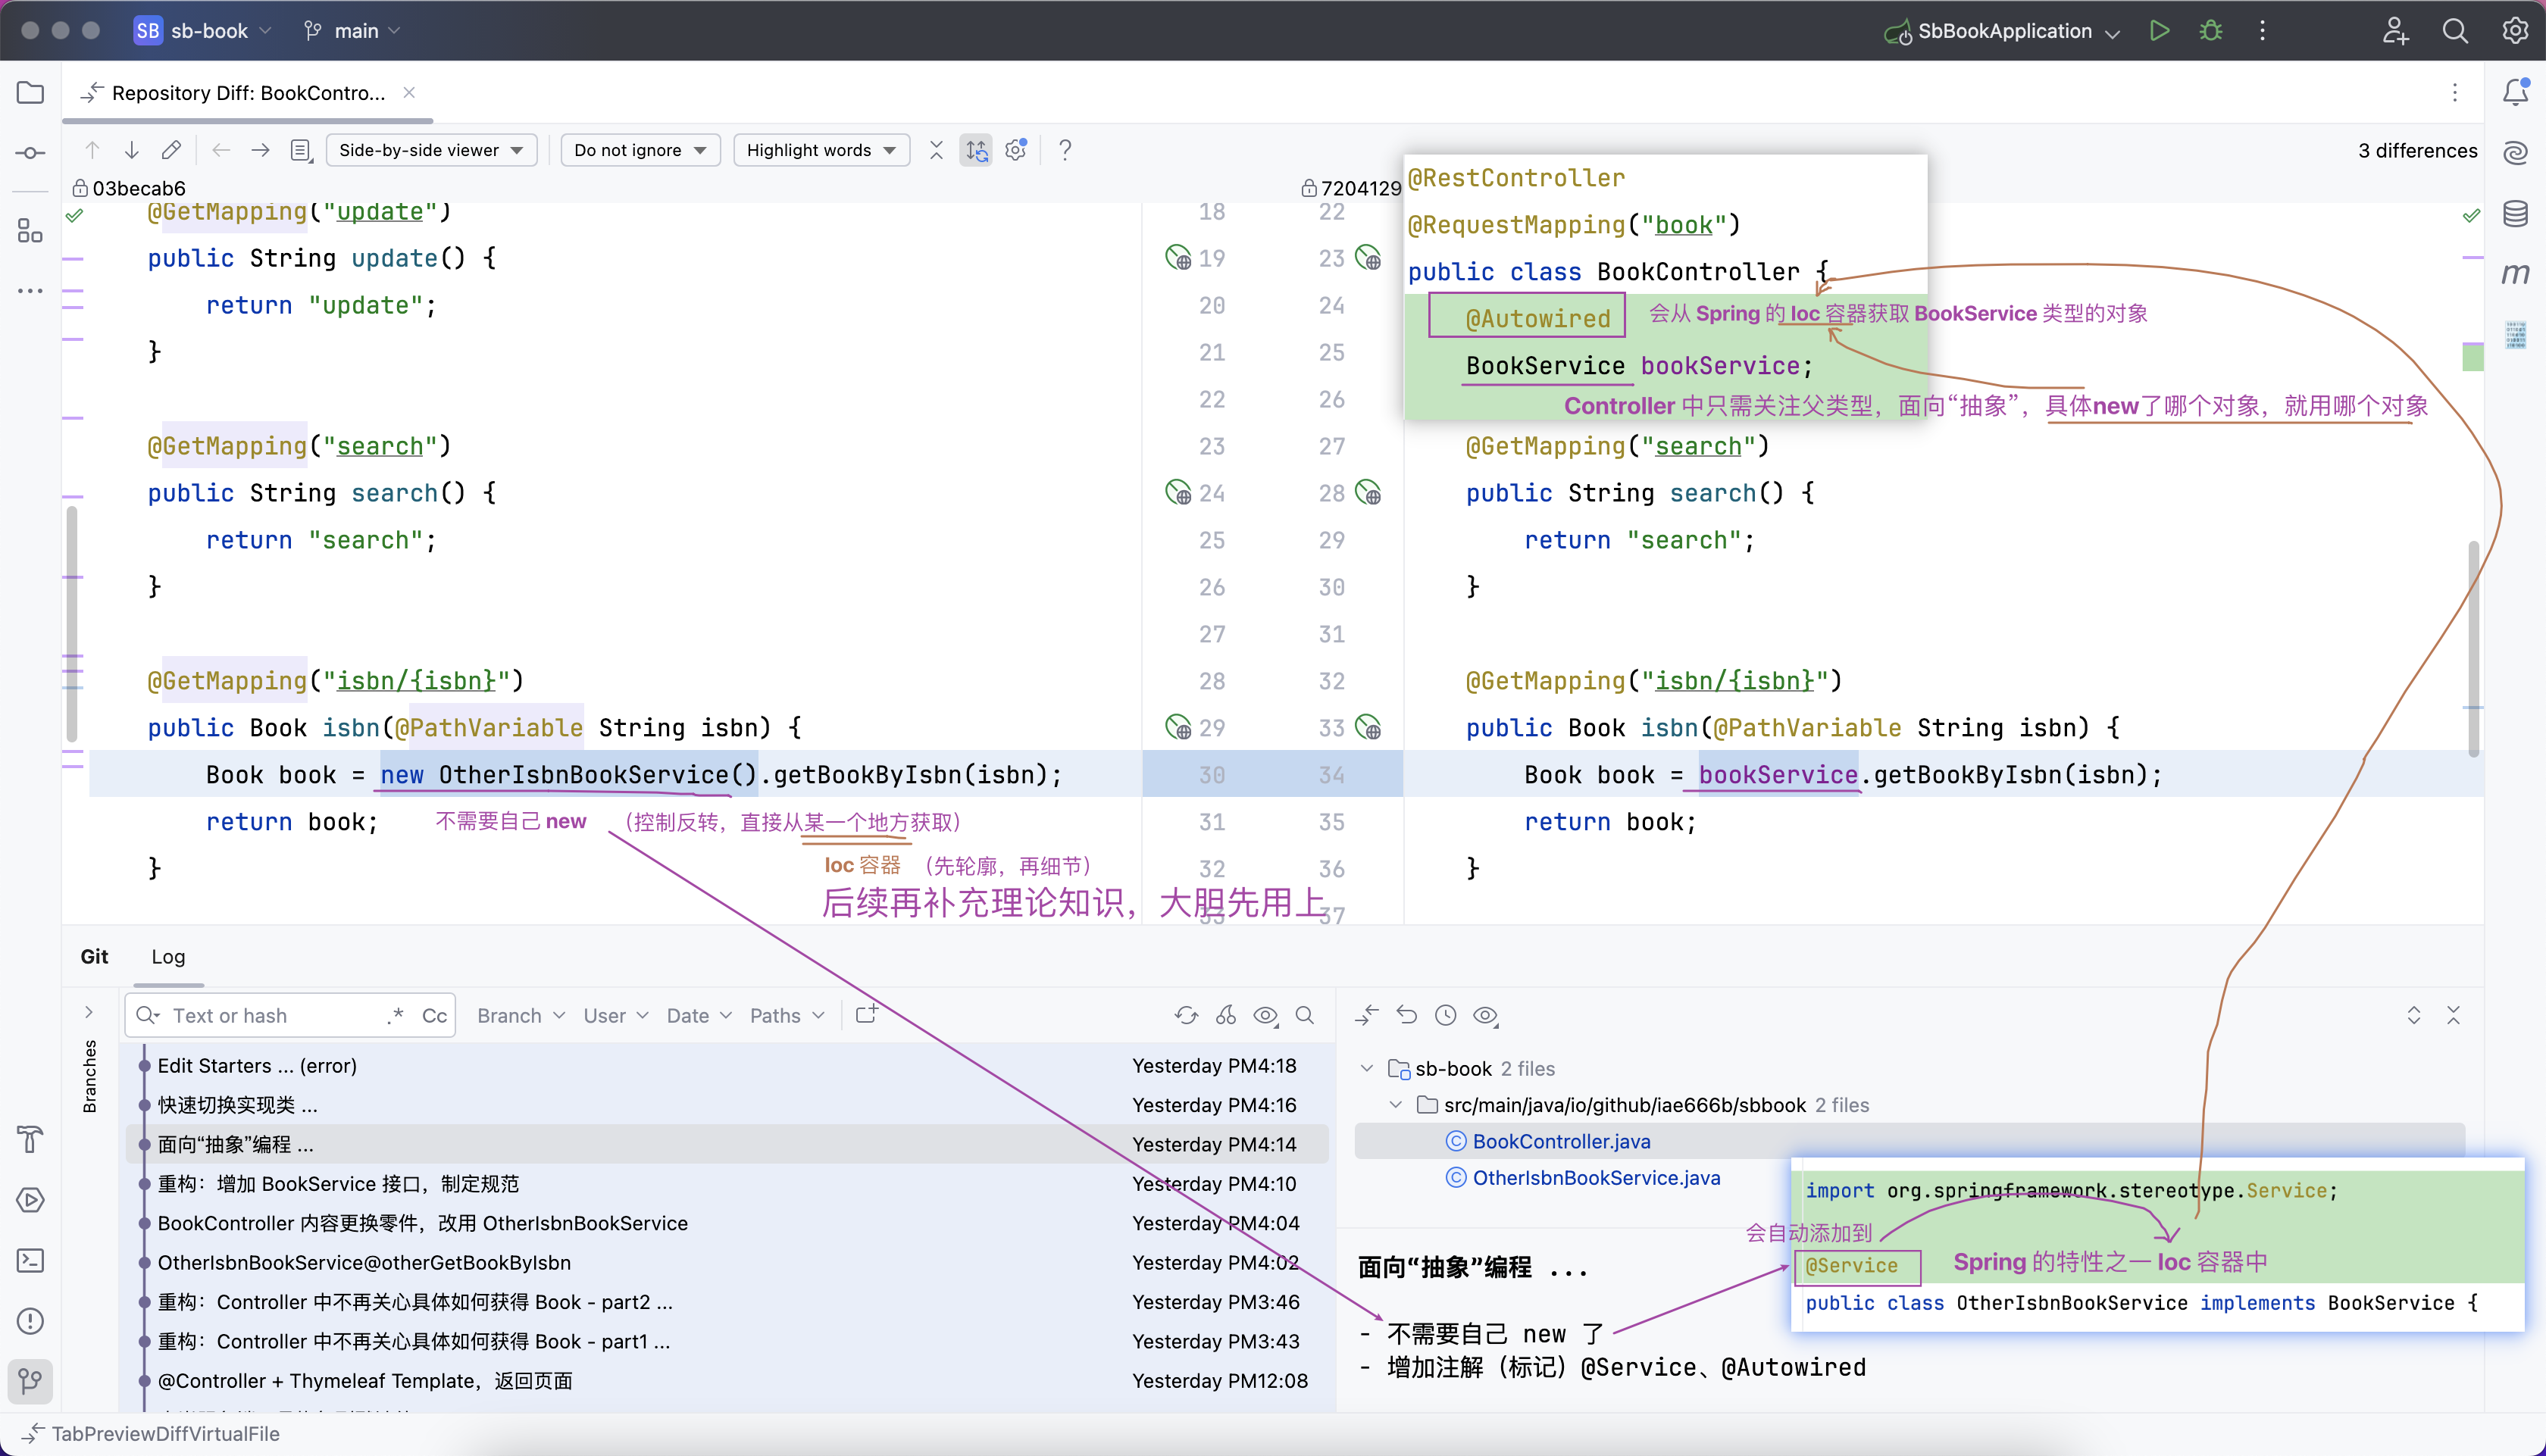 SB sb-book main SbBookApplication
Repository Diff: BookContro...
Side-by-side viewer Do not ignore Highlight words ? 3 differences
03becab6
7204129
@GetMapping("update")
public String update() {
return "update";
}
@GetMapping("search")
public String search() {
return "search";
}
@GetMapping("isbn/{isbn}")
public Book isbn(@PathVariable String isbn) {
Book book = new OtherIsbnBookService().getBookByIsbn(isbn);
return book;
不需要自己 new （控制反转，直接从某一个地方获取）
}
Ioc 容器 （先轮廓，再细节）
后续再补充理论知识，大胆先用上
18 22
19 23
20 24
21 25
22 26
23 27
24 28
25 29
26 30
27 31
28 32
29 33
30 34
31 35
32 36
33 37
@RestController
@RequestMapping("book")
public class BookController {
@Autowired 会从 Spring 的 Ioc 容器获取 BookService 类型的对象
BookService bookService;
Controller 中只需关注父类型，面向“抽象”，具体new了哪个对象，就用哪个对象
@GetMapping("search")
public String search() {
return "search";
}
@GetMapping("isbn/{isbn}")
public Book isbn(@PathVariable String isbn) {
Book book = bookService.getBookByIsbn(isbn);
return book;
}
Git Log
Text or hash .* Cc Branch User Date Paths
Branches
Edit Starters ... (error) Yesterday PM4:18
快速切换实现类 ... Yesterday PM4:16
面向“抽象”编程 ... Yesterday PM4:14
重构：增加 BookService 接口，制定规范 Yesterday PM4:10
BookController 内容更换零件，改用 OtherIsbnBookService Yesterday PM4:04
OtherIsbnBookService@otherGetBookByIsbn Yesterday PM4:02
重构：Controller 中不再关心具体如何获得 Book - part2 ... Yesterday PM3:46
重构：Controller 中不再关心具体如何获得 Book - part1 ... Yesterday PM3:43
@Controller + Thymeleaf Template，返回页面 Yesterday PM12:08
sb-book 2 files
src/main/java/io/github/iae666b/sbbook 2 files
BookController.java
OtherIsbnBookService.java
面向“抽象”编程 ...
- 不需要自己 new 了
- 增加注解（标记）@Service、@Autowired
import org.springframework.stereotype.Service;
会自动添加到
@Service Spring 的特性之一 Ioc 容器中
public class OtherIsbnBookService implements BookService {
TabPreviewDiffVirtualFile